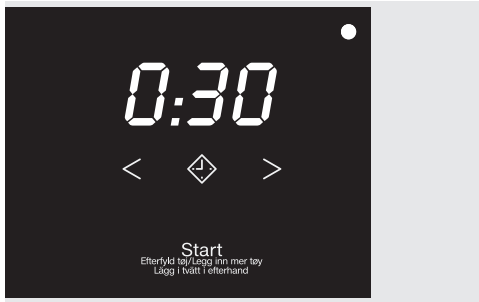 0:30
< >
Start
Efterfyld tøj/Legg inn mer tøy
Lägg i tvätt i efterhand